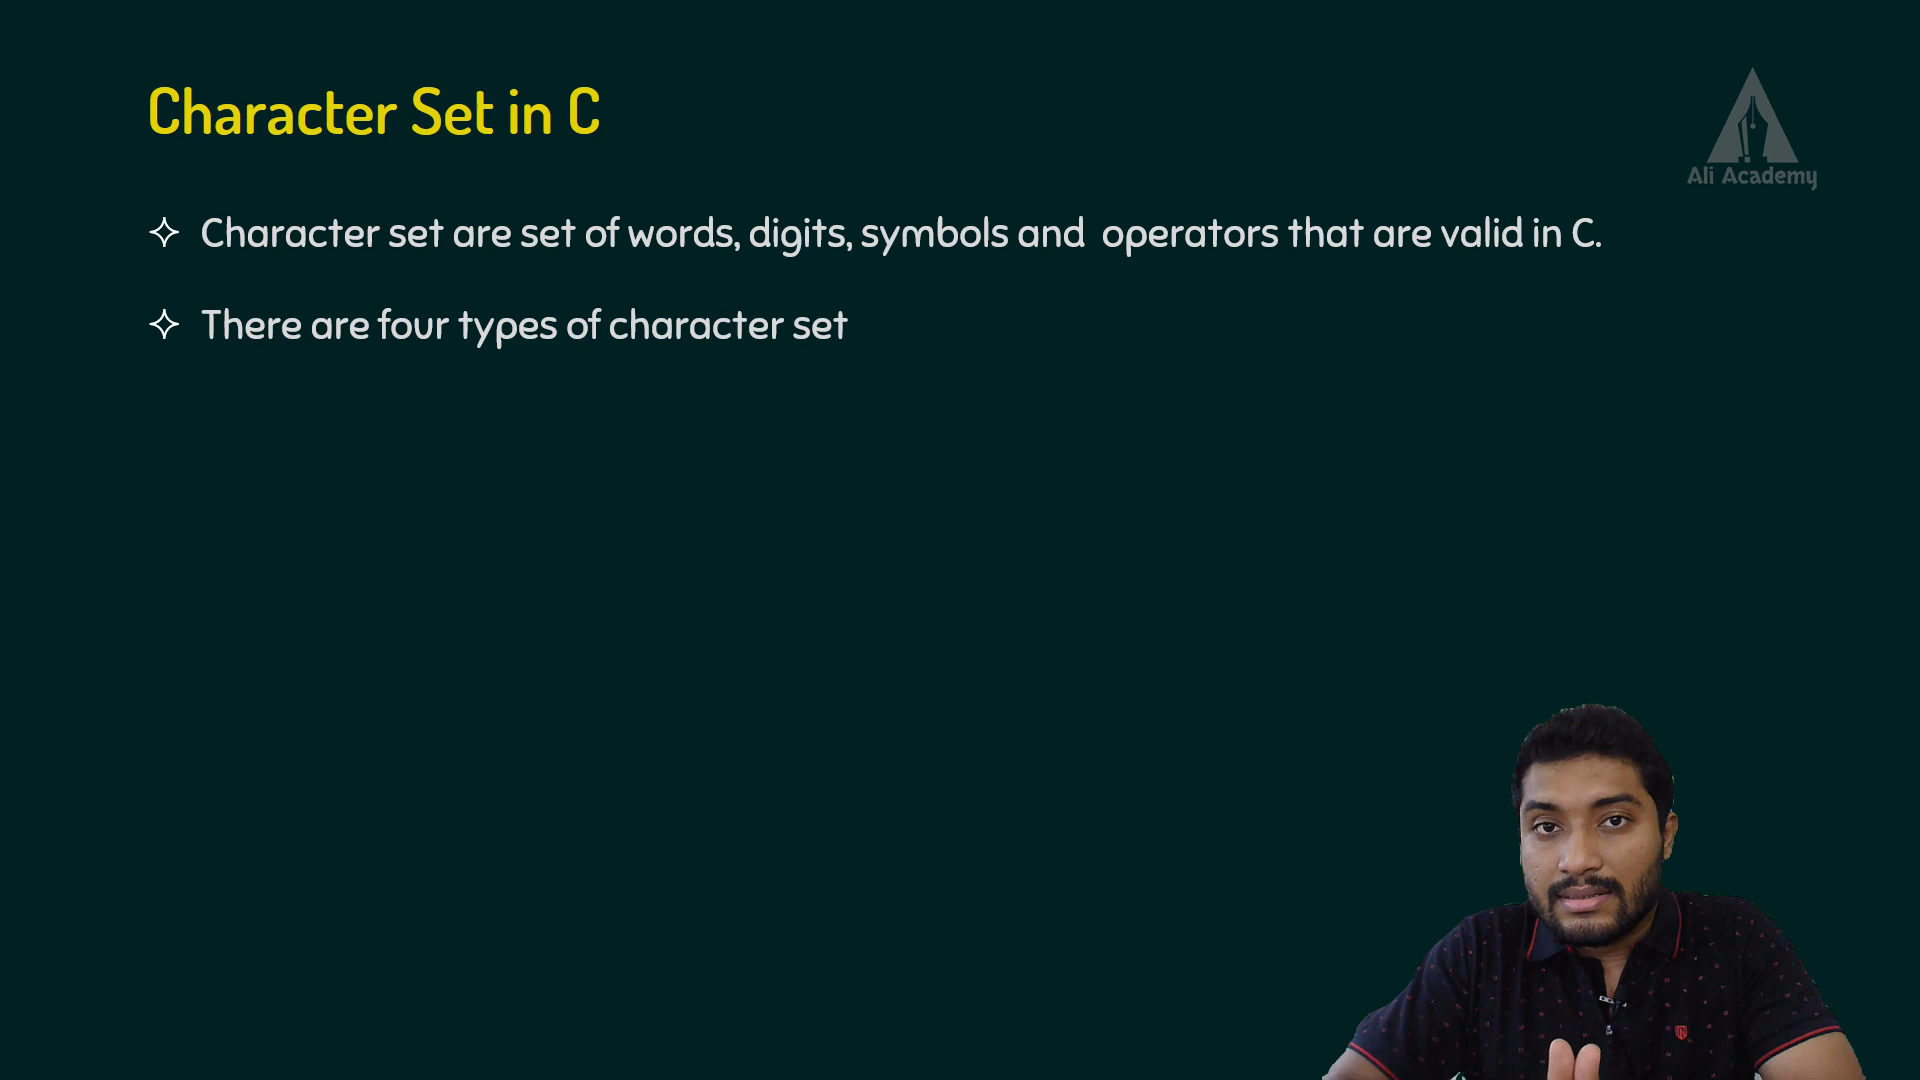 Character Set in C
Ali Academy
Character set are set of words, digits, symbols and operators that are valid in C.
There are four types of character set